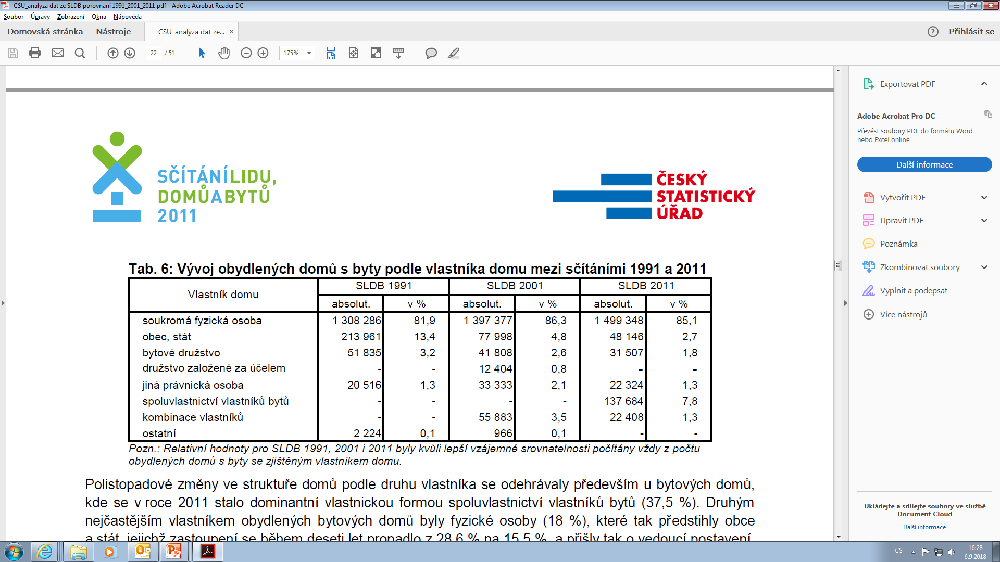 CSU_analyza dat ze SLDB porovnani 1991_2001_2011.pdf - Adobe Acrobat Reader DC
Soubor Úpravy Zobrazení Okna Nápověda
Domovská stránka Nástroje CSU_analyza dat ze... × ? Přihlásit se
22 / 51 175%
Exportovat PDF
Adobe Acrobat Pro DC
Převést soubory PDF do formátu Word
nebo Excel online
Další informace
Vytvořit PDF
Upravit PDF
Poznámka
Zkombinovat soubory
Vyplnit a podepsat
Více nástrojů
Ukládejte a sdílejte soubory ve službě
Document Cloud
Další informace
SČÍTÁNÍLIDU,
DOMŮABYTŮ
2011
ČESKÝ
STATISTICKÝ
ÚŘAD
Tab. 6: Vývoj obydlených domů s byty podle vlastníka domu mezi sčítáními 1991 a 2011
Vlastník domu SLDB 1991 SLDB 2001 SLDB 2011
absolut. v % absolut. v % absolut. v %
soukromá fyzická osoba 1 308 286 81,9 1 397 377 86,3 1 499 348 85,1
obec, stát 213 961 13,4 77 998 4,8 48 146 2,7
bytové družstvo 51 835 3,2 41 808 2,6 31 507 1,8
družstvo založené za účelem - - 12 404 0,8 - -
jiná právnická osoba 20 516 1,3 33 333 2,1 22 324 1,3
spoluvlastnictví vlastníků bytů - - - - 137 684 7,8
kombinace vlastníků - - 55 883 3,5 22 408 1,3
ostatní 2 224 0,1 966 0,1 - -
Pozn.: Relativní hodnoty pro SLDB 1991, 2001 i 2011 byly kvůli lepší vzájemné srovnatelnosti počítány vždy z počtu
obydlených domů s byty se zjištěným vlastníkem domu.
Polistopadové změny ve struktuře domů podle druhu vlastníka se odehrávaly především u bytových domů,
kde se v roce 2011 stalo dominantní vlastnickou formou spoluvlastnictví vlastníků bytů (37,5 %). Druhým
nejčastějším vlastníkem obydlených bytových domů byly fyzické osoby (18 %), které tak předstihly obce
a stát, jejichž zastoupení se během deseti let propadlo z 28,6 % na 15,5 %, a přišly tak o vedoucí postavení.
CS 16:28
6.9.2018